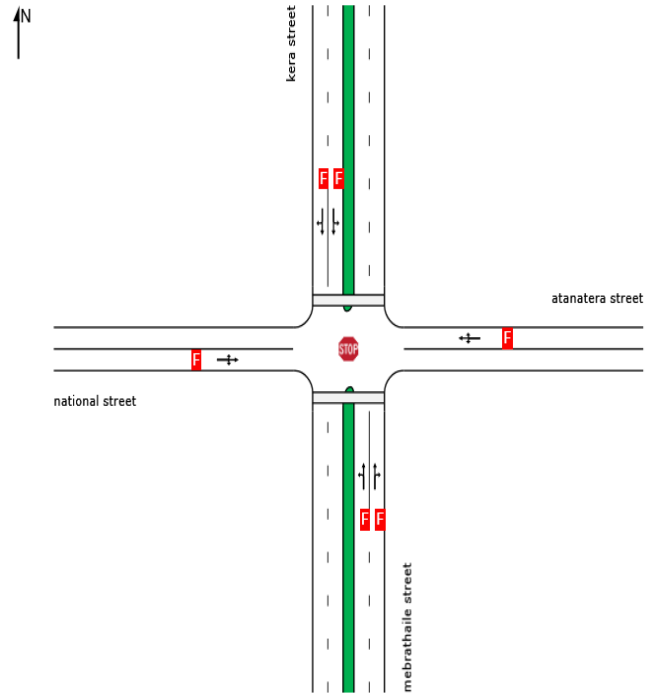 N
kera street
F F
atanatera street
F
STOP
F
national street
F F
mebrathaile street